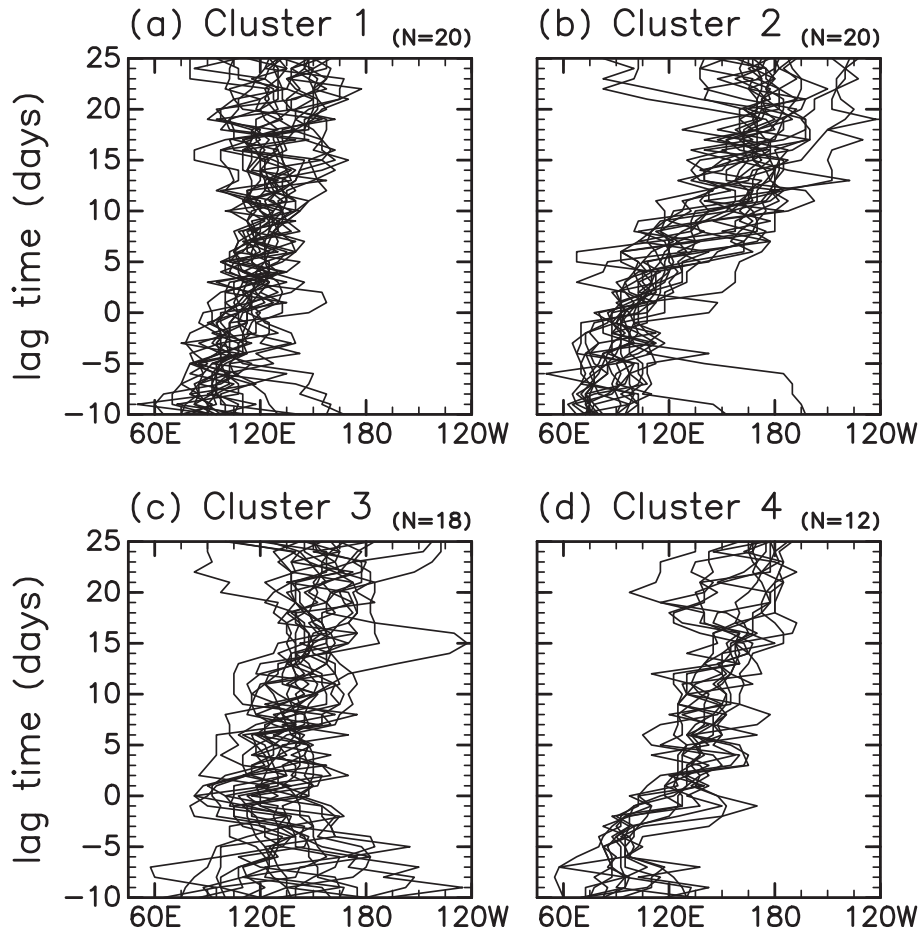 (a) Cluster 1 (N=20)
(b) Cluster 2 (N=20)
25
20
15
10
5
0
−5
−10
lag time (days)
60E 120E 180 120W
60E 120E 180 120W
(c) Cluster 3 (N=18)
(d) Cluster 4 (N=12)
25
20
15
10
5
0
−5
−10
lag time (days)
60E 120E 180 120W
60E 120E 180 120W